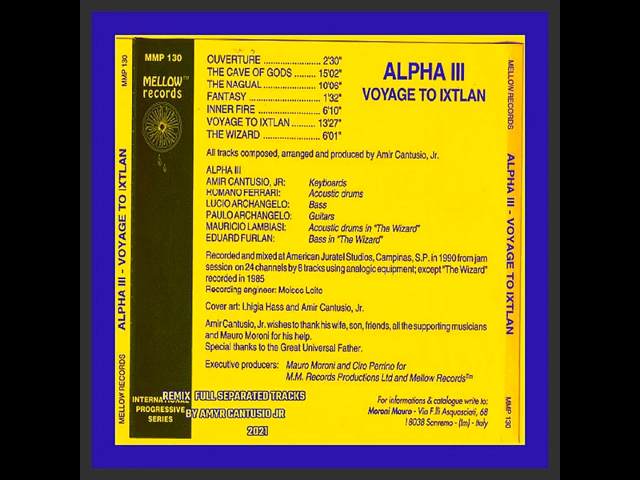 MMP 130
MELLOW™
records
OUVERTURE ........................ 2'30"
THE CAVE OF GODS ........ 15'02"
THE NAGUAL ................... 10'06"
FANTASY .......................... 1'32"
INNER FIRE ....................... 6'10"
VOYAGE TO IXTLAN ......... 13'27"
THE WIZARD ..................... 6'01"
ALPHA III
VOYAGE TO IXTLAN
All tracks composed, arranged and produced by Amir Cantusio, Jr.
ALPHA III
AMIR CANTUSIO, JR: Keyboards
ROMANO FERRARI: Acoustic drums
LUCIO ARCHANGELO: Bass
PAULO ARCHANGELO: Guitars
MAURICIO LAMBIASI: Acoustic drums in "The Wizard"
EDUARD FURLAN: Bass in "The Wizard"
Recorded and mixed at American Juratel Studios, Campinas, S.P. in 1990 from jam
session on 24 channels by 6 tracks using analogic equipment; except "The Wizard"
recorded in 1985
Recording engineer: Leite
Cover art: Lhigia Hass and Amir Cantusio, Jr.
Amir Cantusio, Jr. wishes to thank his wife, son, friends, all the supporting musicians
and Mauro Moroni for his help.
Special thanks to the Great Universal Father.
Executive producers: Mauro Moroni and Ciro Perrino for
M.M. Records Productions Ltd and Mellow Records™
For informations & catalogue write to:
Moroni Mauro - Via F.lli Asquasciati, 68
18038 Sanremo - (Im) - Italy
INTERNATIONAL
PROGRESSIVE
SERIES
REMIX FULL SEPARATED TRACKS
BY AMYR CANTUSIO JR
2021
MMP 130
ALPHA III - VOYAGE TO IXTLAN
MELLOW RECORDS
MELLOW RECORDS
ALPHA III - VOYAGE TO IXTLAN
MMP 130